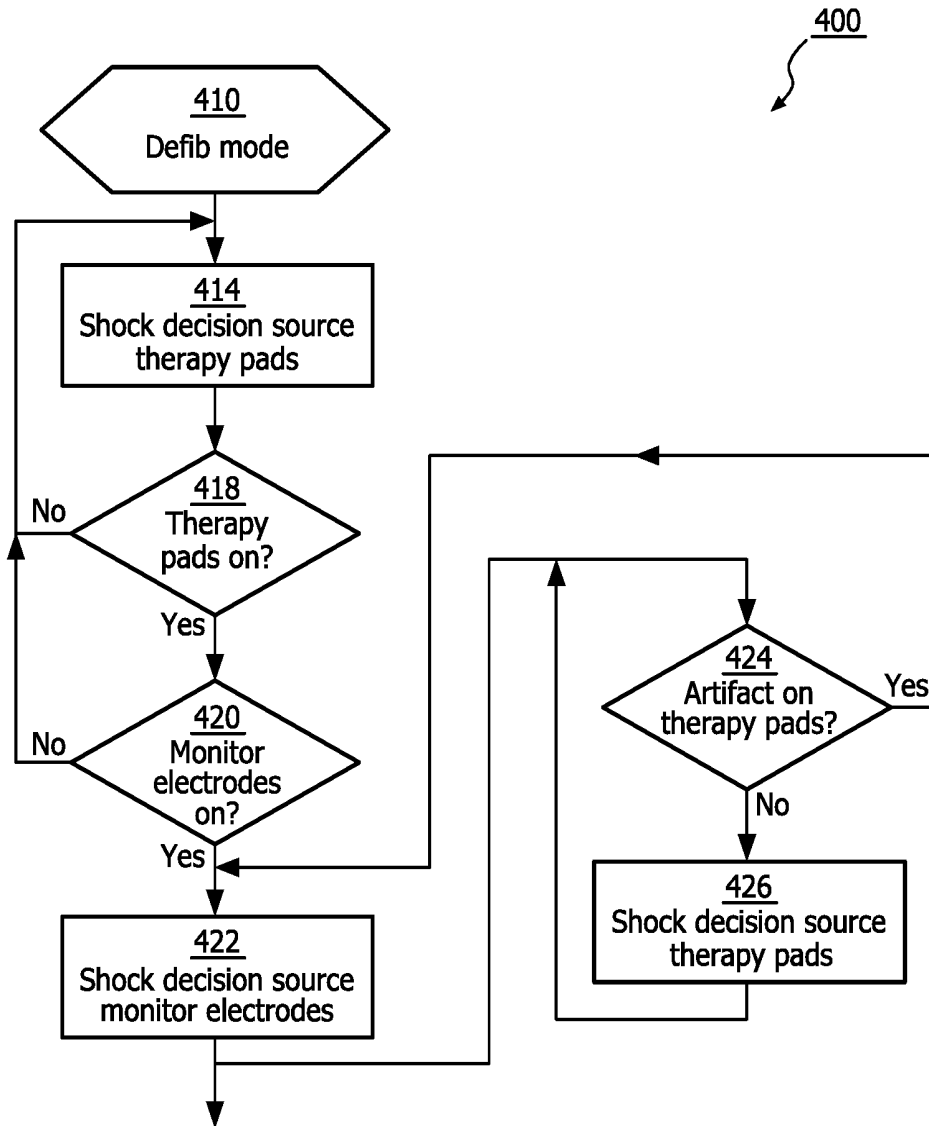 400
410
Defib mode
414
Shock decision source
therapy pads
418
Therapy
pads on?
No
Yes
420
Monitor
electrodes
on?
No
Yes
422
Shock decision source
monitor electrodes
424
Artifact on
therapy pads?
Yes
No
426
Shock decision source
therapy pads